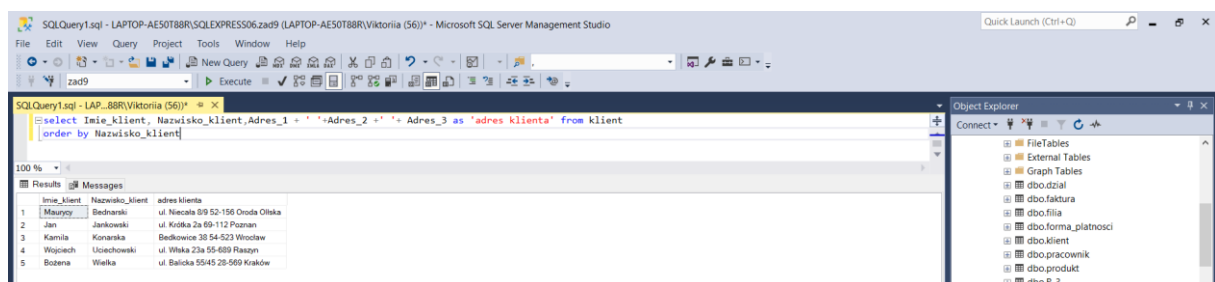 SQLQuery1.sql - LAPTOP-AE50T88R\SQLEXPRESS06.zad9 (LAPTOP-AE50T88R\Viktoriia (56))* - Microsoft SQL Server Management Studio
Quick Launch (Ctrl+Q)
File Edit View Query Project Tools Window Help
New Query
zad9
Execute
SQLQuery1.sql - LAP...88R\Viktoriia (56))*
select Imie_klient, Nazwisko_klient,Adres_1 + ' '+Adres_2 +' '+ Adres_3 as 'adres klienta' from klient
order by Nazwisko_klient
100 %
Results Messages
Imie_klient Nazwisko_klient adres klienta
1 Maurycy Bednarski ul. Niecała 8/9 52-156 Oroda Ollska
2 Jan Jankowski ul. Krótka 2a 69-112 Poznan
3 Kamila Konarska Bedkowice 38 54-523 Wrocław
4 Wojciech Uciechowski ul. Wlska 23a 55-689 Raszyn
5 Bożena Wielka ul. Balicka 55/45 28-569 Kraków
Object Explorer
Connect
FileTables
External Tables
Graph Tables
dbo.dzial
dbo.faktura
dbo.filia
dbo.forma_platnosci
dbo.klient
dbo.pracownik
dbo.produkt